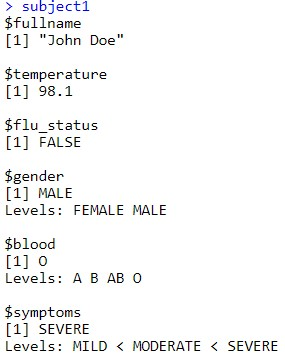 > subject1
$fullname
[1] "John Doe"
$temperature
[1] 98.1
$flu_status
[1] FALSE
$gender
[1] MALE
Levels: FEMALE MALE
$blood
[1] O
Levels: A B AB O
$symptoms
[1] SEVERE
Levels: MILD < MODERATE < SEVERE